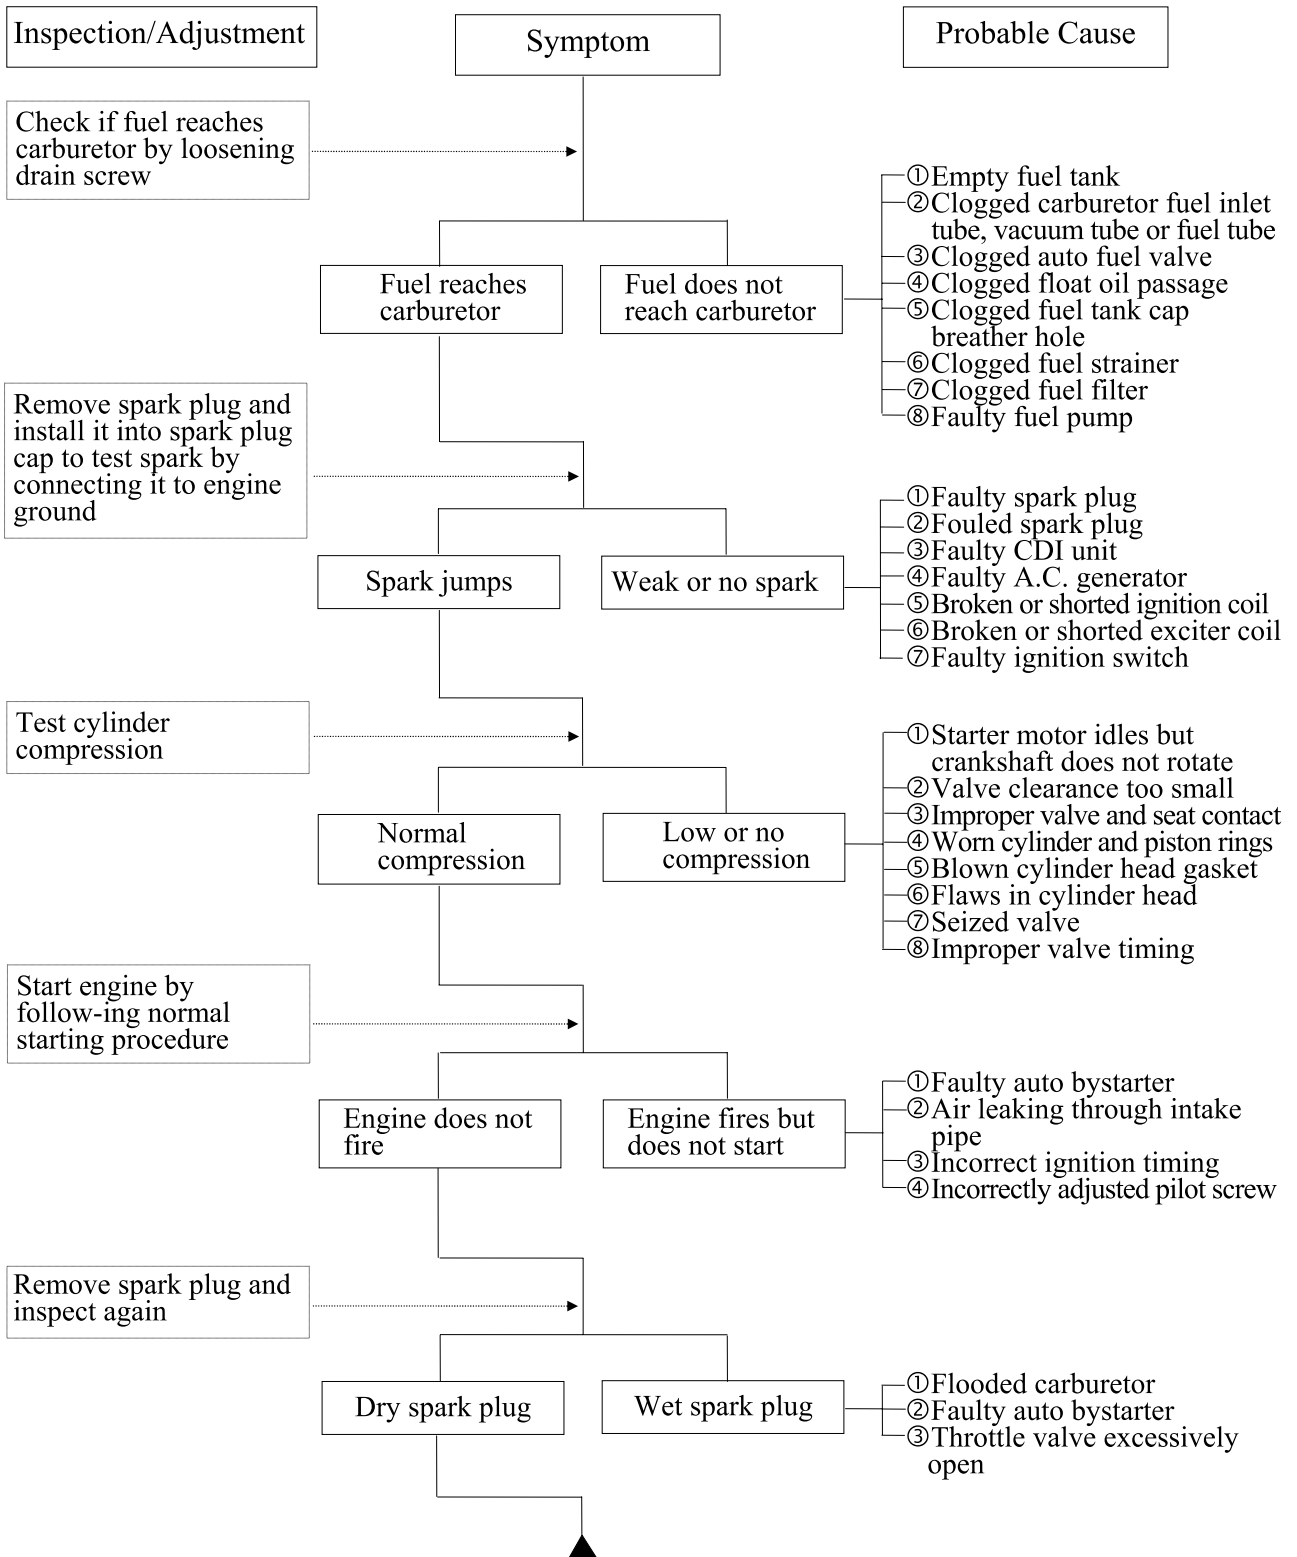 Inspection/Adjustment
Symptom
Probable Cause
Check if fuel reaches
carburetor by loosening
drain screw
Fuel reaches
carburetor
Fuel does not
reach carburetor
①Empty fuel tank
②Clogged carburetor fuel inlet
tube, vacuum tube or fuel tube
③Clogged auto fuel valve
④Clogged float oil passage
⑤Clogged fuel tank cap
breather hole
⑥Clogged fuel strainer
⑦Clogged fuel filter
⑧Faulty fuel pump
Remove spark plug and
install it into spark plug
cap to test spark by
connecting it to engine
ground
Spark jumps
Weak or no spark
①Faulty spark plug
②Fouled spark plug
③Faulty CDI unit
④Faulty A.C. generator
⑤Broken or shorted ignition coil
⑥Broken or shorted exciter coil
⑦Faulty ignition switch
Test cylinder
compression
Normal
compression
Low or no
compression
①Starter motor idles but
crankshaft does not rotate
②Valve clearance too small
③Improper valve and seat contact
④Worn cylinder and piston rings
⑤Blown cylinder head gasket
⑥Flaws in cylinder head
⑦Seized valve
⑧Improper valve timing
Start engine by
follow-ing normal
starting procedure
Engine does not
fire
Engine fires but
does not start
①Faulty auto bystarter
②Air leaking through intake
pipe
③Incorrect ignition timing
④Incorrectly adjusted pilot screw
Remove spark plug and
inspect again
Dry spark plug
Wet spark plug
①Flooded carburetor
②Faulty auto bystarter
③Throttle valve excessively
open